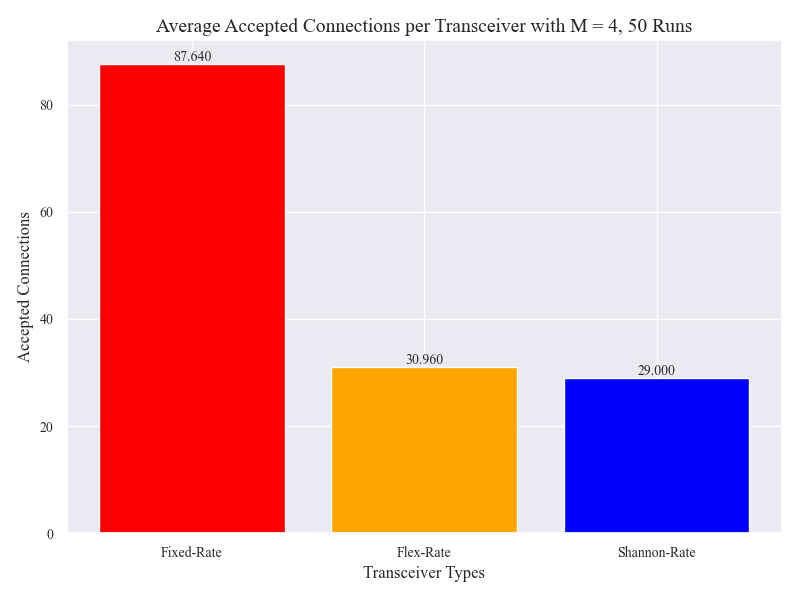 Average Accepted Connections per Transceiver with M = 4, 50 Runs
87.640
30.960
29.000
80
60
40
20
0
Accepted Connections
Fixed-Rate
Flex-Rate
Shannon-Rate
Transceiver Types